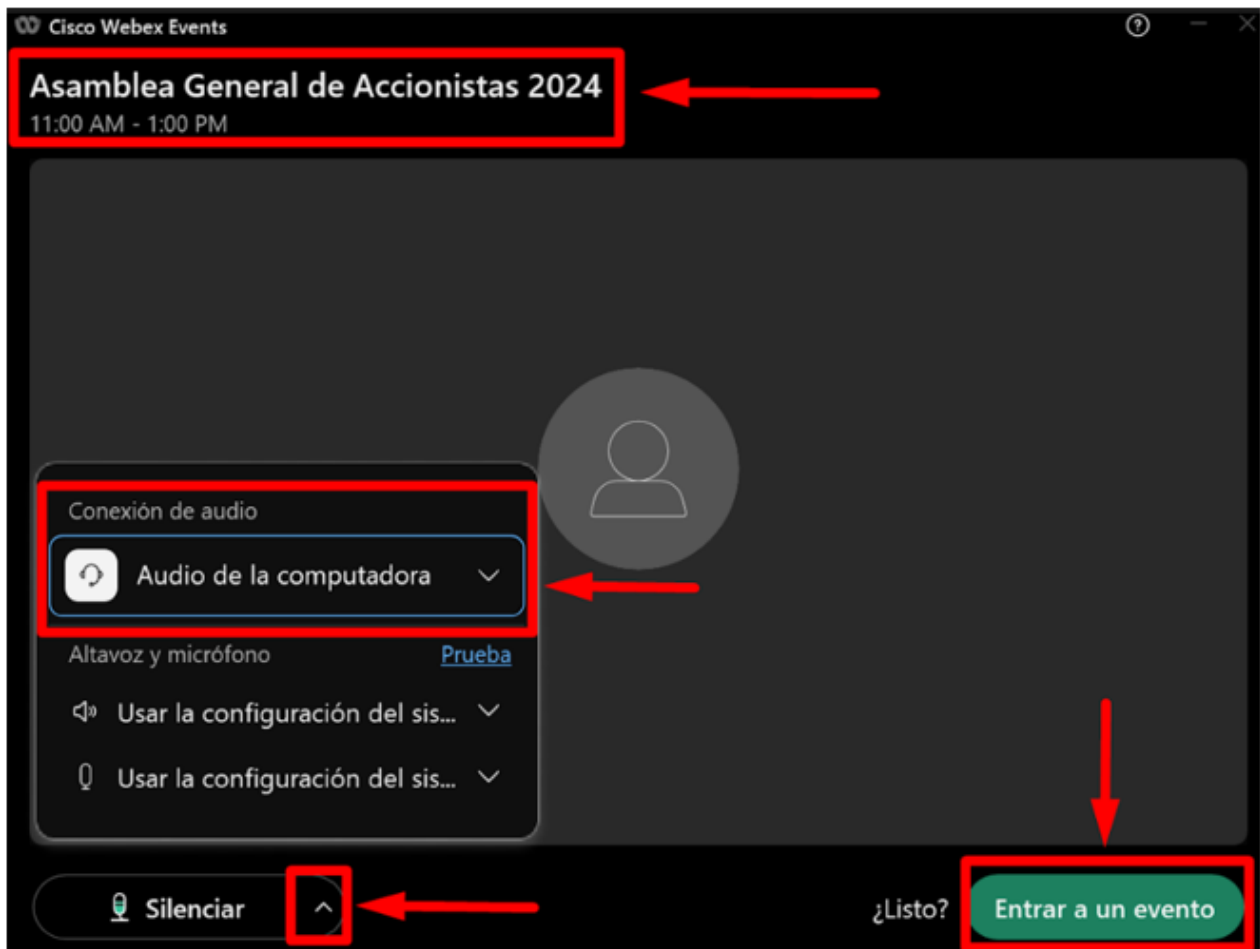 Cisco Webex Events
Asamblea General de Accionistas 2024
11:00 AM - 1:00 PM
Conexión de audio
Audio de la computadora
Altavoz y micrófono Prueba
Usar la configuración del sis...
Usar la configuración del sis...
Silenciar
¿Listo? Entrar a un evento